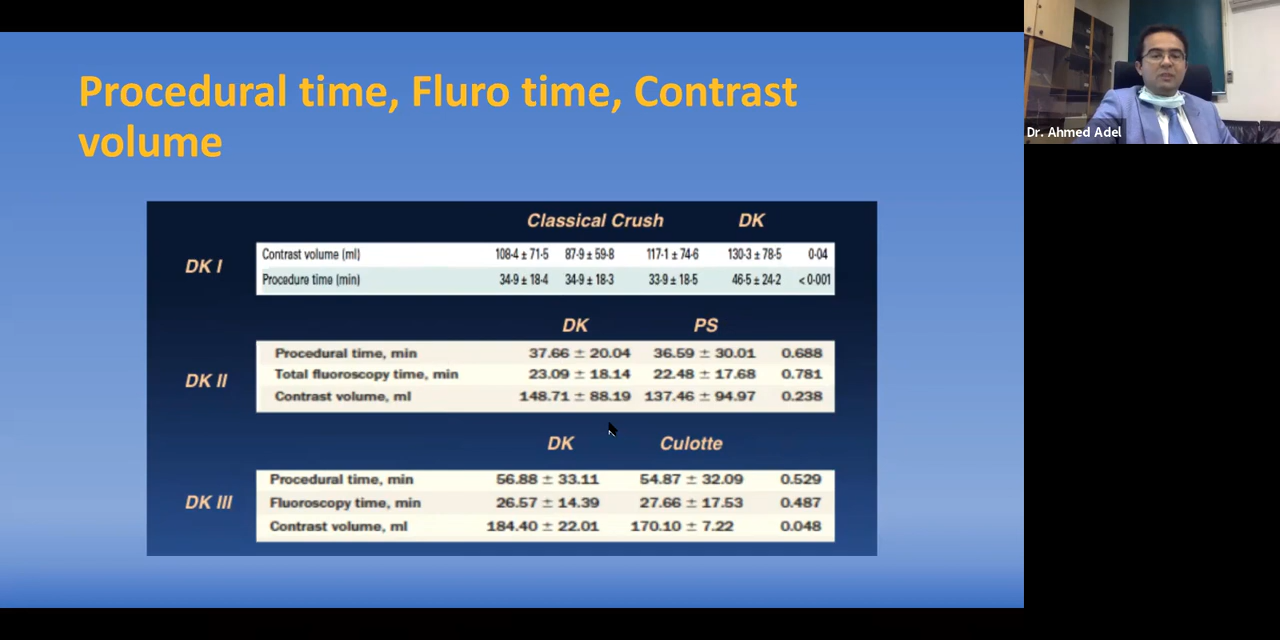 Procedural time, Fluro time, Contrast
volume
Dr. Ahmed Adel
Classical Crush DK
DK I
Contrast volume (ml) 108·4 ± 71·5 87·9 ± 59·8 117·1 ± 74·6 130·3 ± 78·5 0·04
Procedure time (min) 34·9 ± 18·4 34·9 ± 18·3 33·9 ± 18·5 46·5 ± 24·2 <0·001
DK PS
DK II
Procedural time, min 37.66 ± 20.04 36.59 ± 30.01 0.688
Total fluoroscopy time, min 23.09 ± 18.14 22.48 ± 17.68 0.781
Contrast volume, ml 148.71 ± 88.19 137.46 ± 94.97 0.238
DK Culotte
DK III
Procedural time, min 56.88 ± 33.11 54.87 ± 32.09 0.529
Fluoroscopy time, min 26.57 ± 14.39 27.66 ± 17.53 0.487
Contrast volume, ml 184.40 ± 22.01 170.10 ± 7.22 0.048